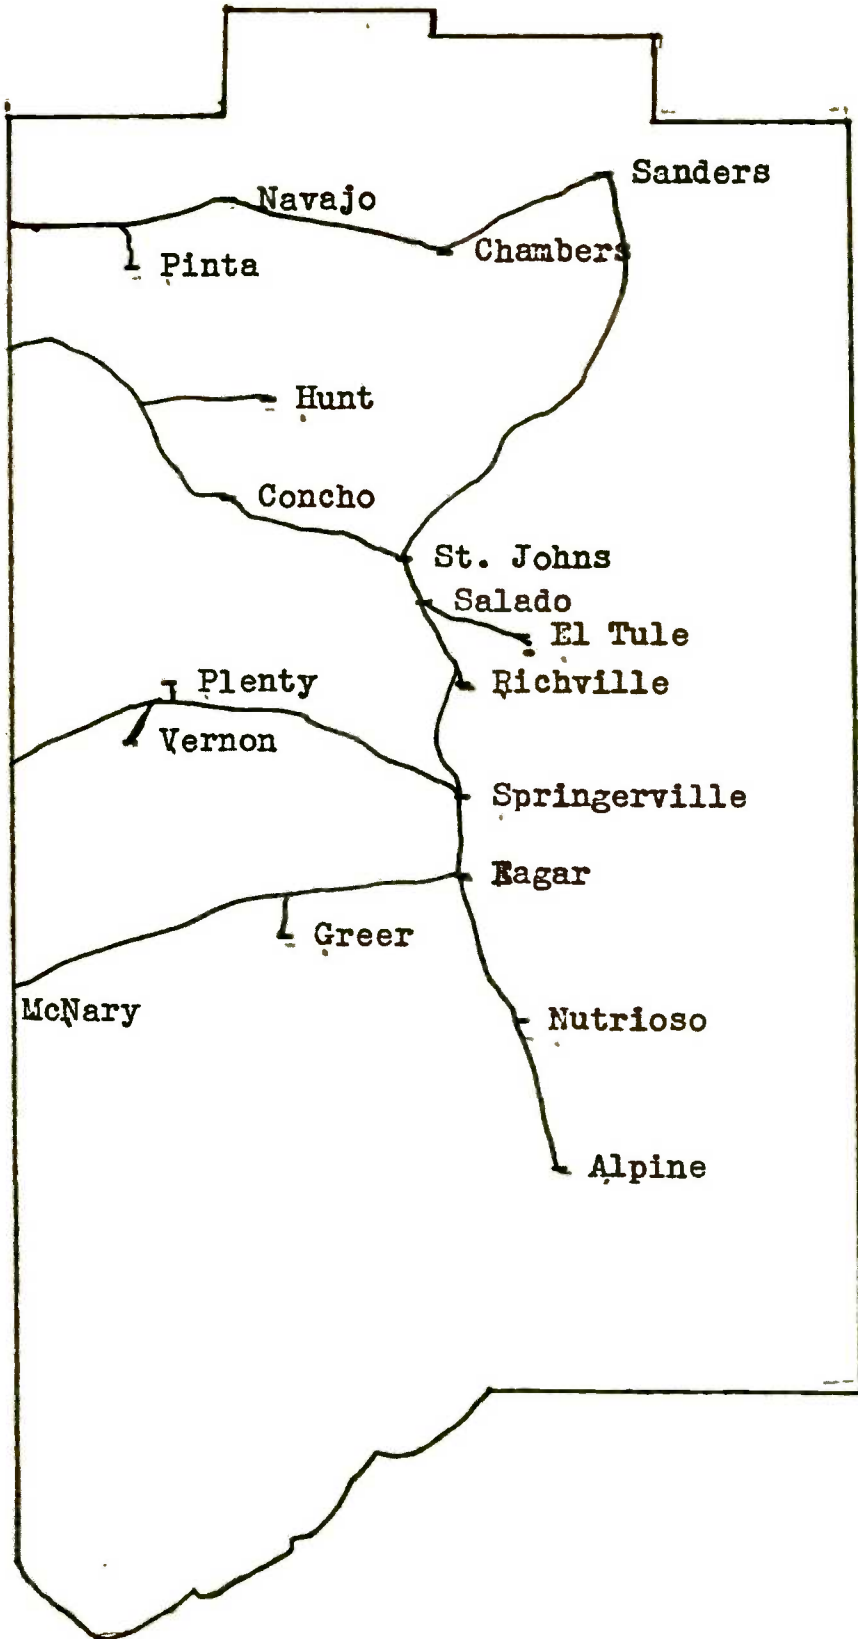 Sanders
Navajo
Chambers
Pinta
Hunt
Concho
St. Johns
Salado
El Tule
Richville
Plenty
Vernon
Springerville
Eagar
Greer
McNary
Nutrioso
Alpine